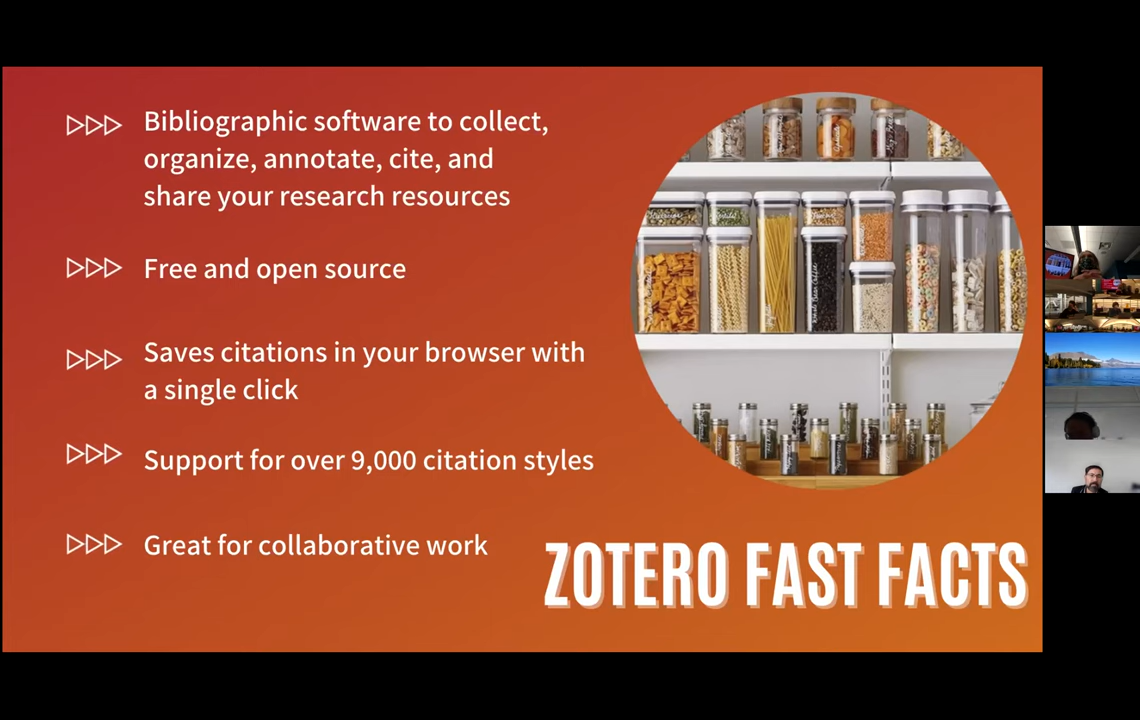 Bibliographic software to collect,
organize, annotate, cite, and
share your research resources
Free and open source
Saves citations in your browser with
a single click
Support for over 9,000 citation styles
Great for collaborative work
ZOTERO FAST FACTS